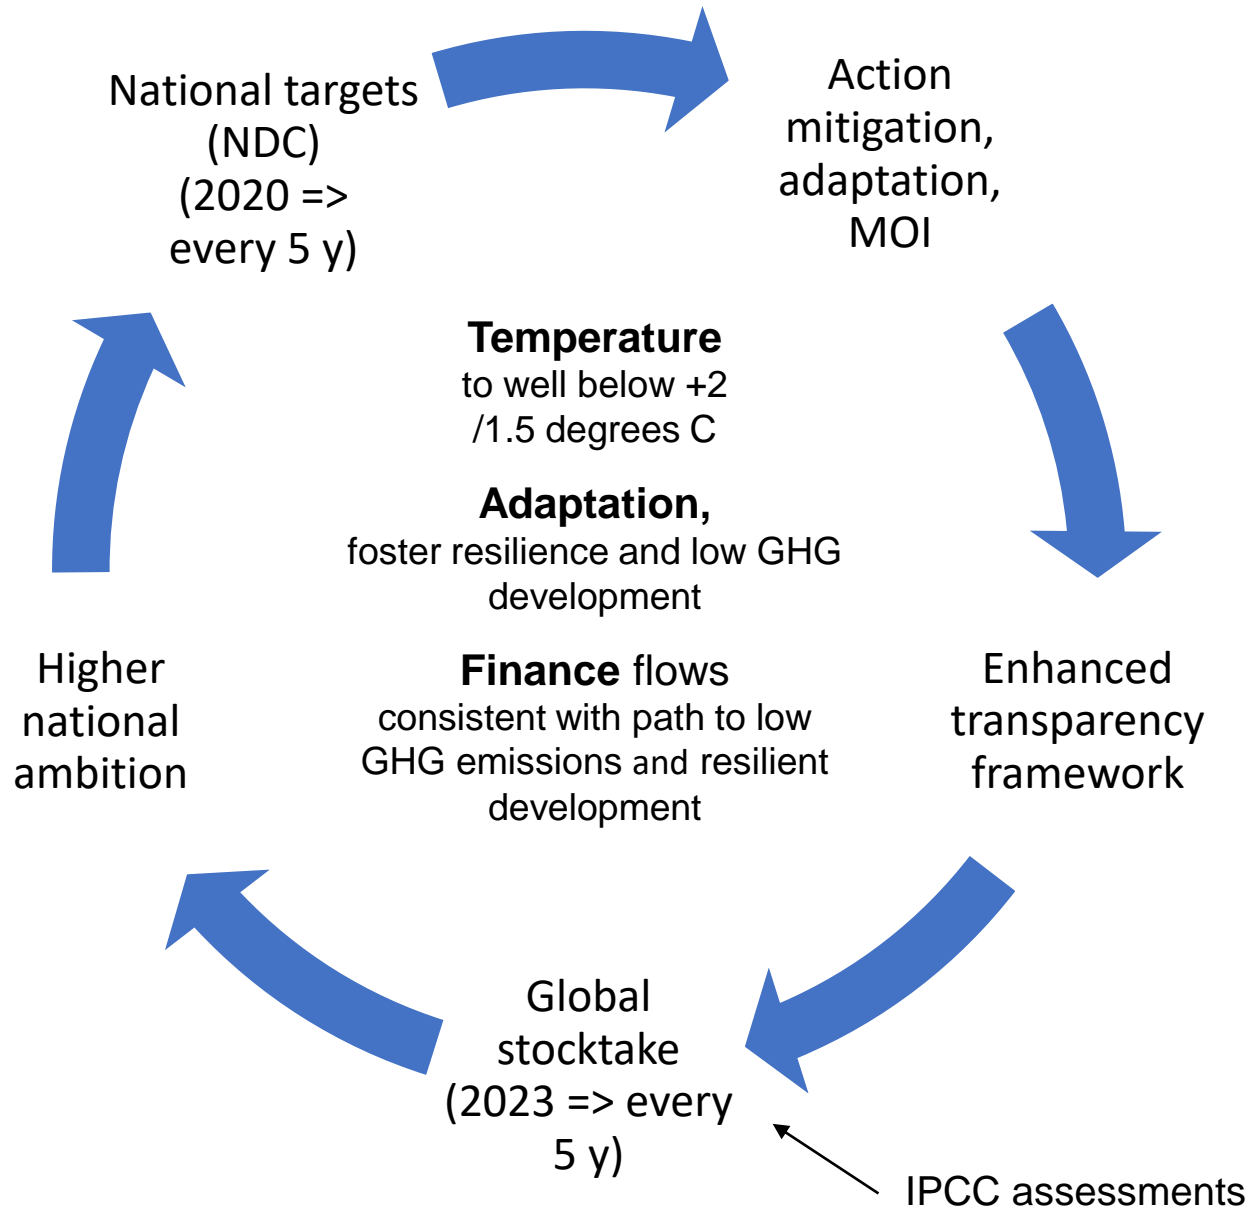 National targets
(NDC)
(2020 =>
every 5 y)
Action
mitigation,
adaptation,
MOI
Temperature
to well below +2
/1.5 degrees C
Adaptation,
foster resilience and low GHG
development
Finance flows
consistent with path to low
GHG emissions and resilient
development
Higher
national
ambition
Enhanced
transparency
framework
Global
stocktake
(2023 => every
5 y)
IPCC assessments